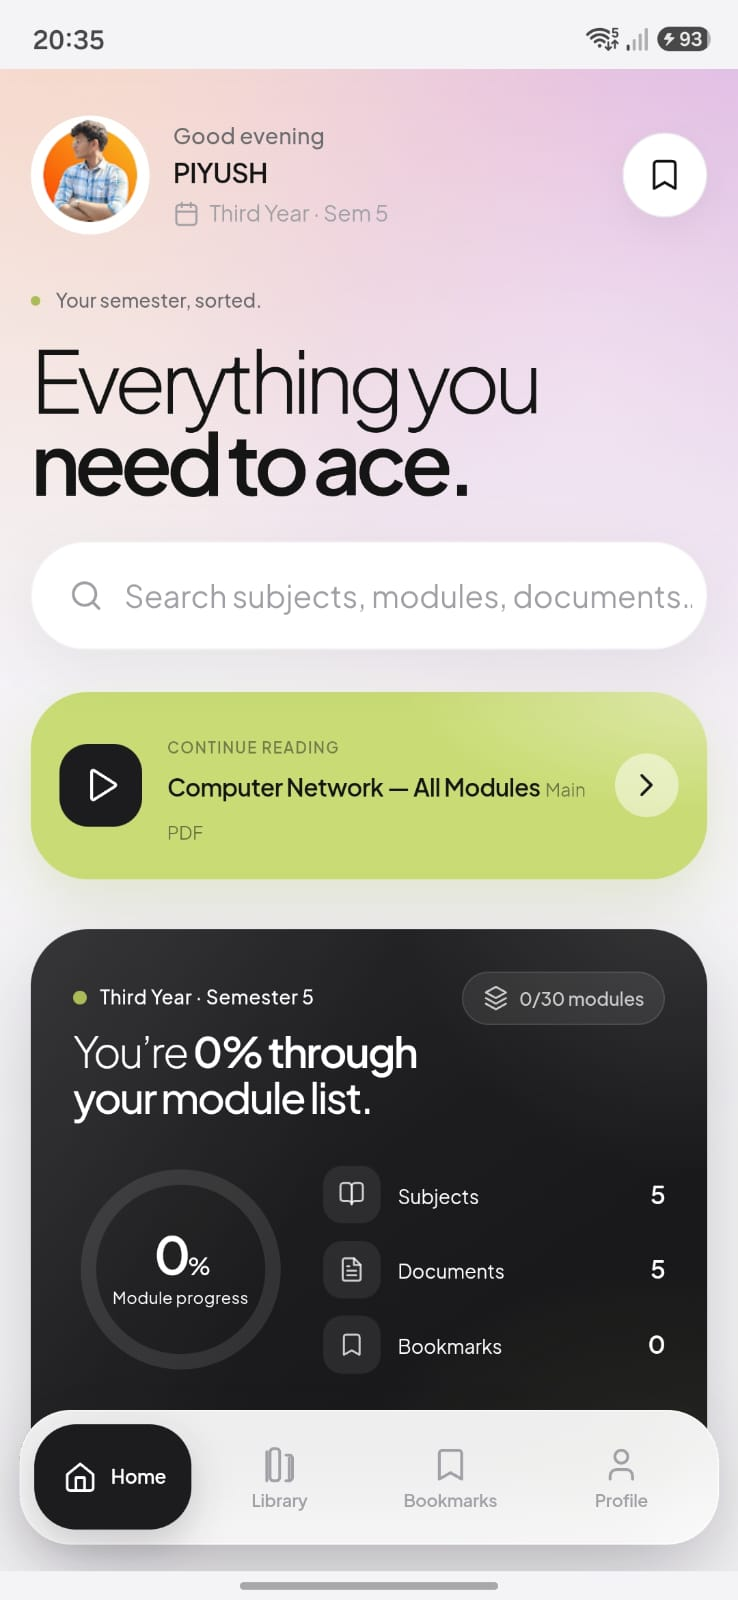 20:35
5
93
Good evening
PIYUSH
Third Year · Sem 5
Your semester, sorted.
Everything you
need to ace.
Search subjects, modules, documents..
CONTINUE READING
Computer Network — All Modules Main
PDF
Third Year · Semester 5
0/30 modules
You’re 0% through
your module list.
0%
Module progress
Subjects 5
Documents 5
Bookmarks 0
Home
Library
Bookmarks
Profile